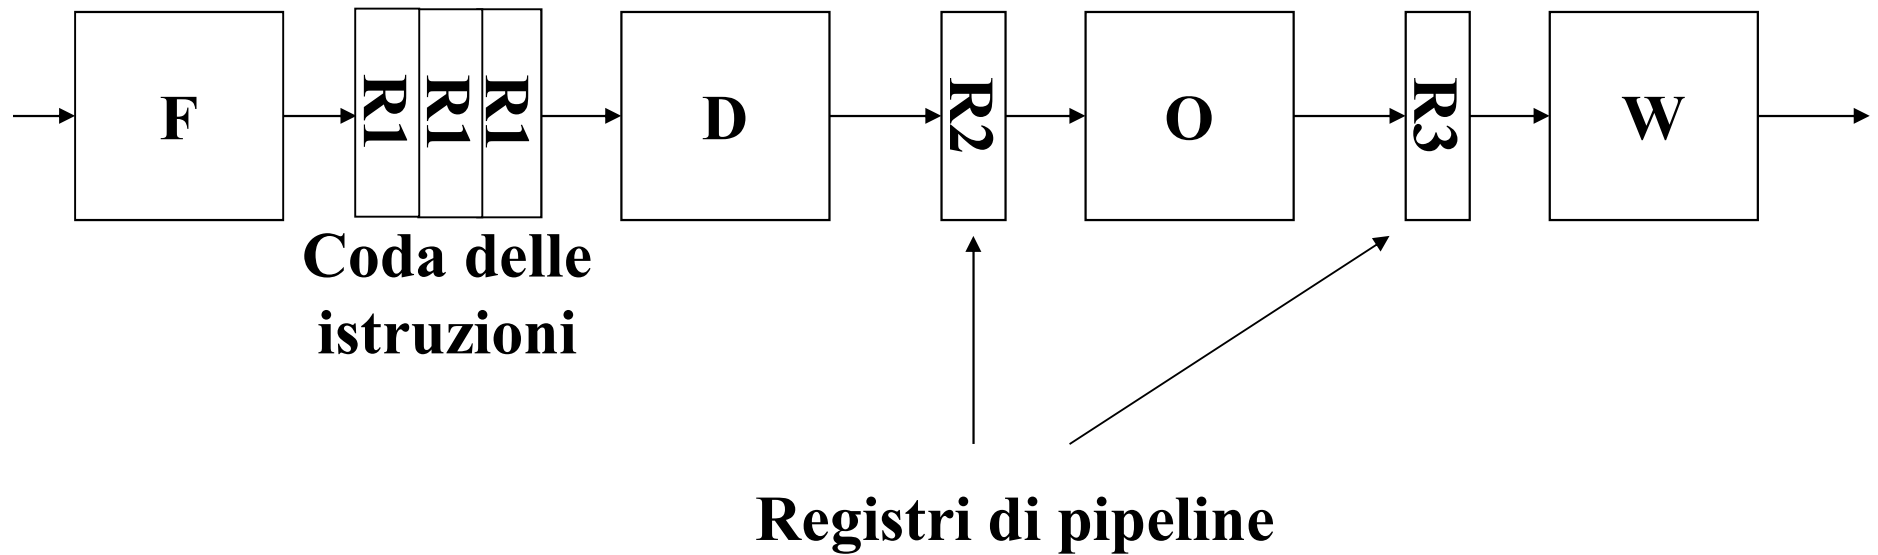 F
R1
R1
R1
D
R2
O
R3
W
Coda delle
istruzioni
Registri di pipeline